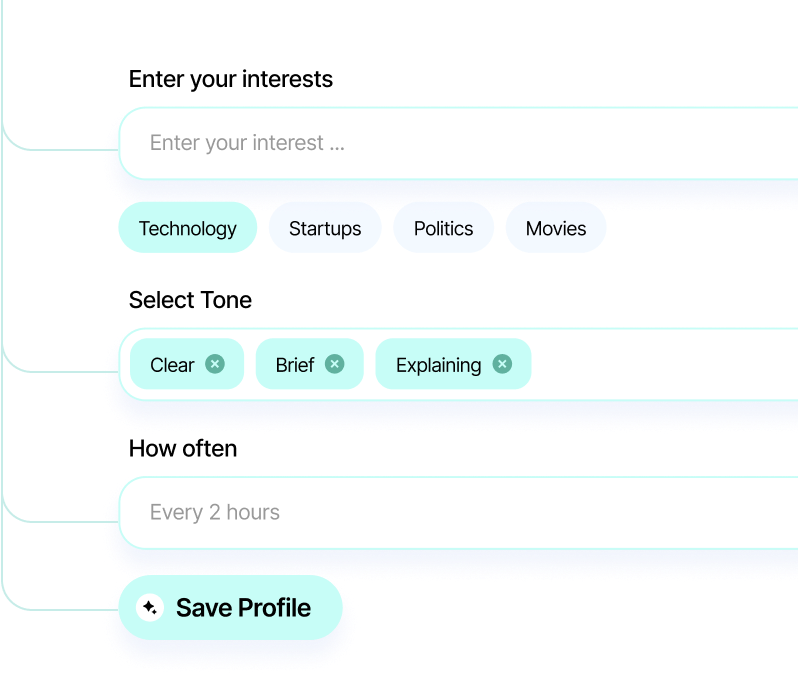 Enter your interests
Enter your interest ...
Technology Startups Politics Movies
Select Tone
Clear Brief Explaining
How often
Every 2 hours
Save Profile